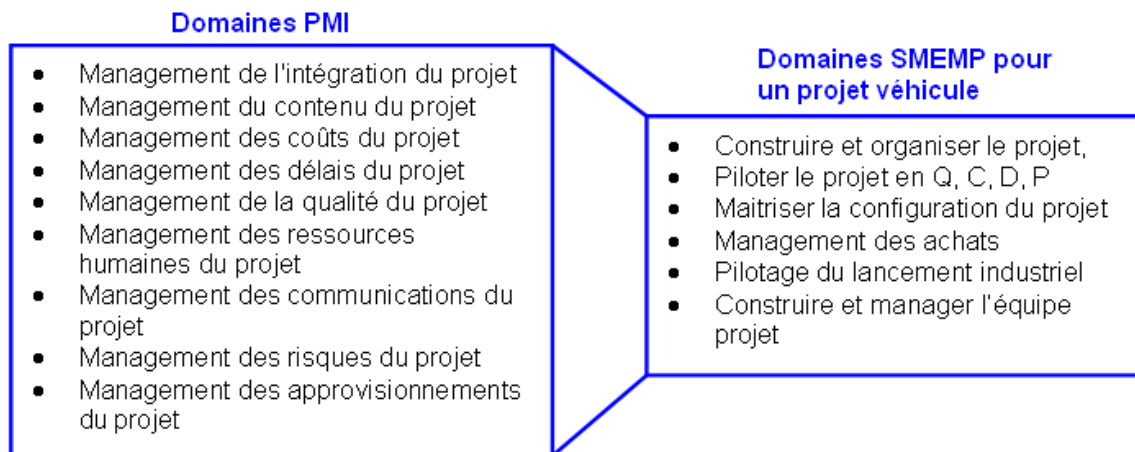 Domaines PMI
• Management de l'intégration du projet
• Management du contenu du projet
• Management des coûts du projet
• Management des délais du projet
• Management de la qualité du projet
• Management des ressources
humaines du projet
• Management des communications du
projet
• Management des risques du projet
• Management des approvisionnements
du projet
Domaines SMEMP pour
un projet véhicule
• Construire et organiser le projet,
• Piloter le projet en Q, C, D, P
• Maitriser la configuration du projet
• Management des achats
• Pilotage du lancement industriel
• Construire et manager l'équipe
projet